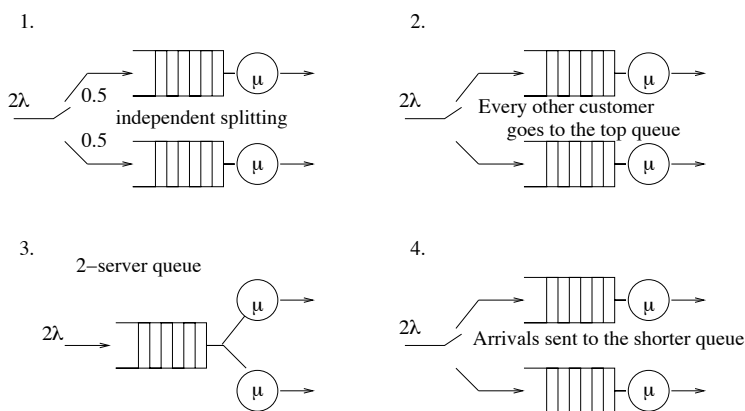 1.
0.5
2λ
μ
independent splitting
0.5
μ
2.
2λ
μ
Every other customer
goes to the top queue
μ
3.
2−server queue
2λ
μ
μ
4.
2λ
μ
Arrivals sent to the shorter queue
μ